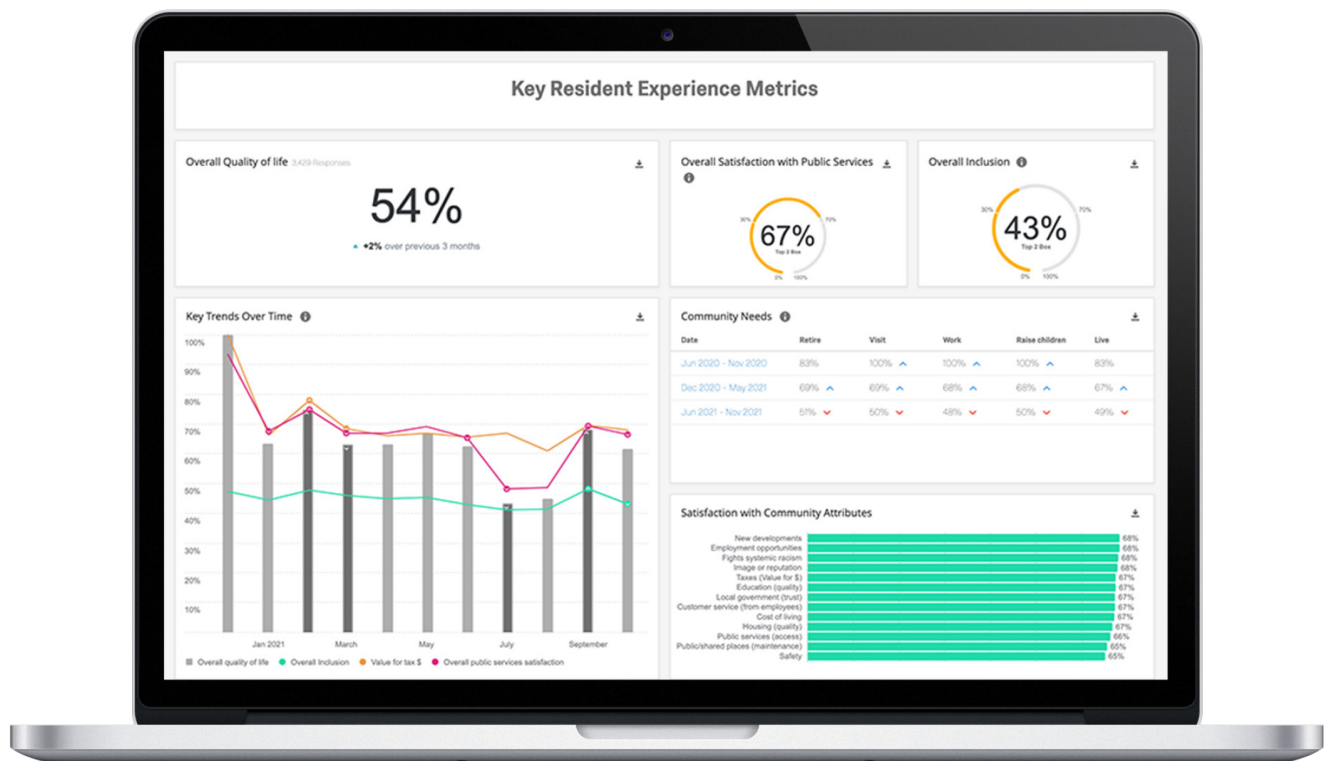 Key Resident Experience Metrics
Overall Quality of life 3,429 Responses
54%
+2% over previous 3 months
Overall Satisfaction with Public Services
30%
70%
67%
Top 2 Box
0% 100%
Overall Inclusion
30%
70%
43%
Top 2 Box
0% 100%
Key Trends Over Time
100%
90%
80%
70%
60%
50%
40%
30%
20%
10%
Jan 2021 March May July September
Overall quality of life Overall Inclusion Value for tax $ Overall public services satisfaction
Community Needs
Date Retire Visit Work Raise children Live
Jun 2020 - Nov 2020 83% 100% 100% 100% 83%
Dec 2020 - May 2021 69% 69% 68% 68% 67%
Jun 2021 - Nov 2021 51% 50% 48% 50% 49%
Satisfaction with Community Attributes
New developments 68%
Employment opportunities 68%
Fights systemic racism 68%
Image or reputation 68%
Taxes (Value for $) 67%
Education (quality) 67%
Local government (trust) 67%
Customer service (from employees) 67%
Cost of living 67%
Housing (quality) 67%
Public services (access) 66%
Public/shared places (maintenance) 65%
Safety 65%